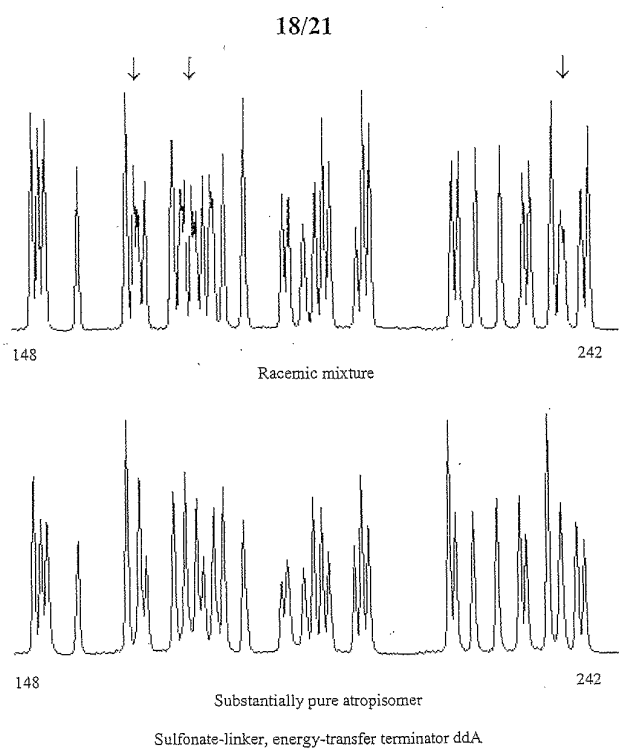 18/21
148 242
Racemic mixture
148 242
Substantially pure atropisomer
Sulfonate-linker, energy-transfer terminator ddA